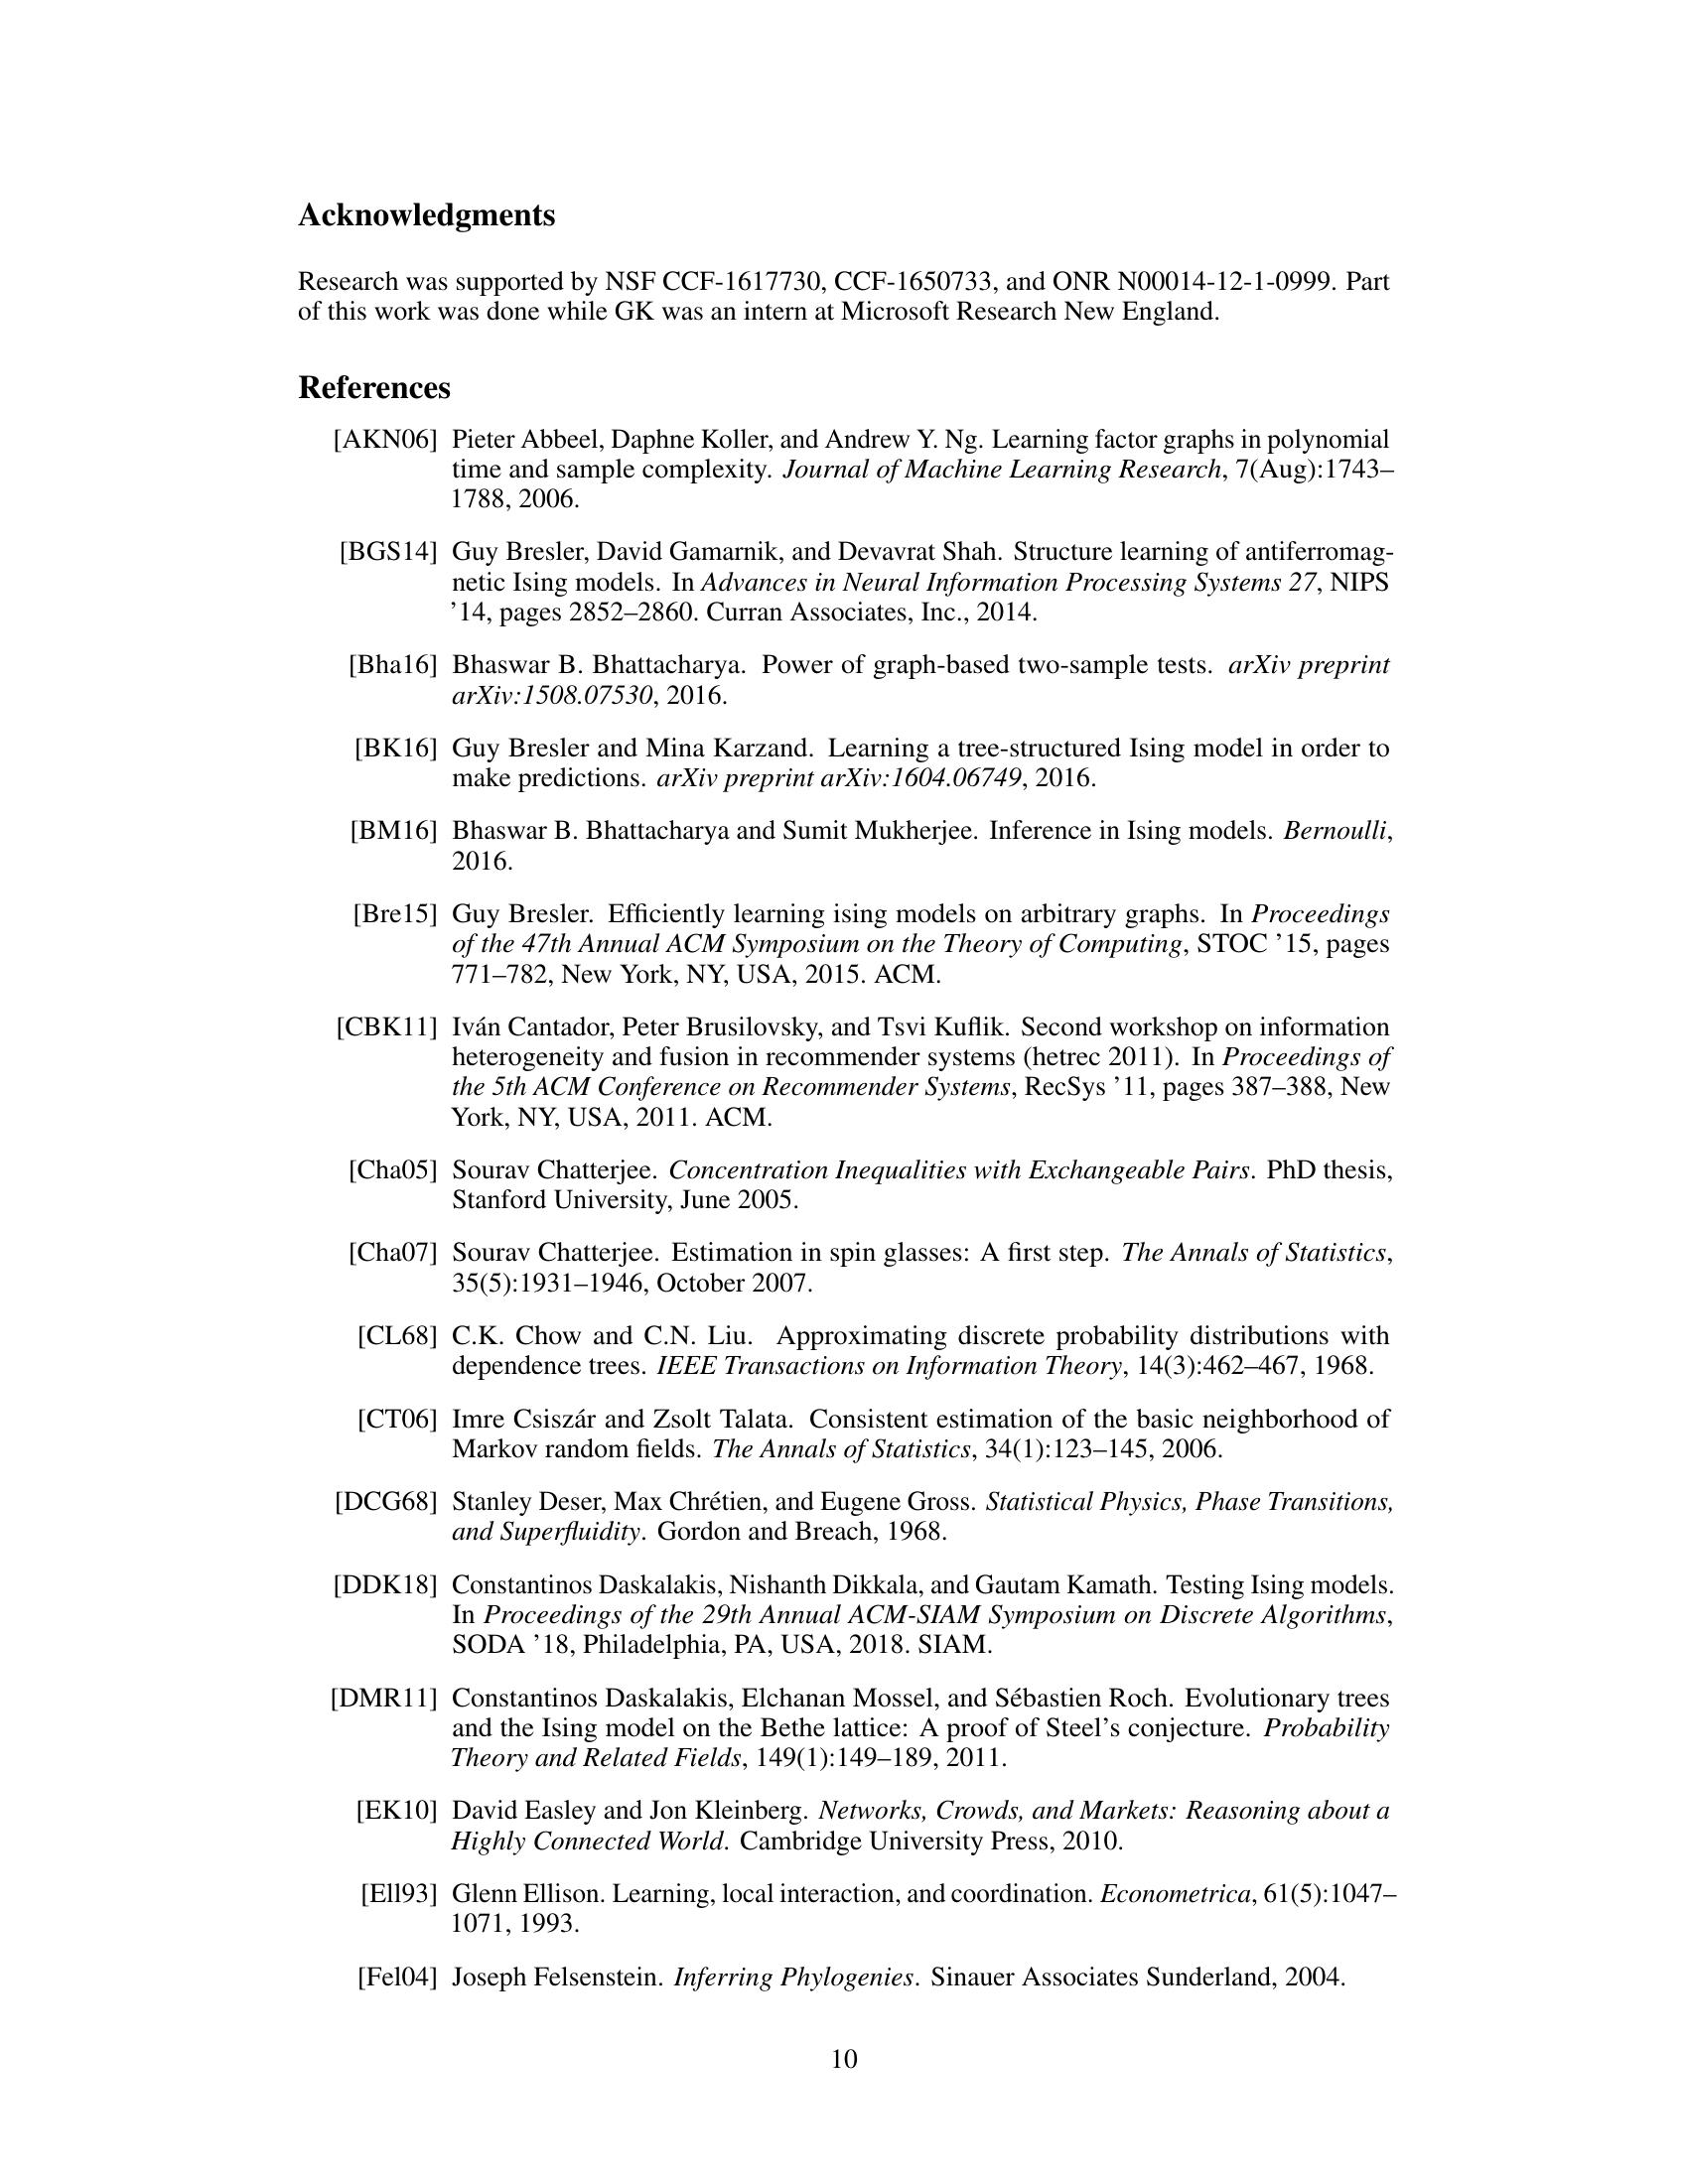 Acknowledgments
Research was supported by NSF CCF-1617730, CCF-1650733, and ONR N00014-12-1-0999. Part
of this work was done while GK was an intern at Microsoft Research New England.
References
[AKN06] Pieter Abbeel, Daphne Koller, and Andrew Y. Ng. Learning factor graphs in polynomial
time and sample complexity. Journal of Machine Learning Research, 7(Aug):1743–
1788, 2006.
[BGS14] Guy Bresler, David Gamarnik, and Devavrat Shah. Structure learning of antiferromag-
netic Ising models. In Advances in Neural Information Processing Systems 27, NIPS
’14, pages 2852–2860. Curran Associates, Inc., 2014.
[Bha16] Bhaswar B. Bhattacharya. Power of graph-based two-sample tests. arXiv preprint
arXiv:1508.07530, 2016.
[BK16] Guy Bresler and Mina Karzand. Learning a tree-structured Ising model in order to
make predictions. arXiv preprint arXiv:1604.06749, 2016.
[BM16] Bhaswar B. Bhattacharya and Sumit Mukherjee. Inference in Ising models. Bernoulli,
2016.
[Bre15] Guy Bresler. Efficiently learning ising models on arbitrary graphs. In Proceedings
of the 47th Annual ACM Symposium on the Theory of Computing, STOC ’15, pages
771–782, New York, NY, USA, 2015. ACM.
[CBK11] Iván Cantador, Peter Brusilovsky, and Tsvi Kuflik. Second workshop on information
heterogeneity and fusion in recommender systems (hetrec 2011). In Proceedings of
the 5th ACM Conference on Recommender Systems, RecSys ’11, pages 387–388, New
York, NY, USA, 2011. ACM.
[Cha05] Sourav Chatterjee. Concentration Inequalities with Exchangeable Pairs. PhD thesis,
Stanford University, June 2005.
[Cha07] Sourav Chatterjee. Estimation in spin glasses: A first step. The Annals of Statistics,
35(5):1931–1946, October 2007.
[CL68] C.K. Chow and C.N. Liu. Approximating discrete probability distributions with
dependence trees. IEEE Transactions on Information Theory, 14(3):462–467, 1968.
[CT06] Imre Csiszár and Zsolt Talata. Consistent estimation of the basic neighborhood of
Markov random fields. The Annals of Statistics, 34(1):123–145, 2006.
[DCG68] Stanley Deser, Max Chrétien, and Eugene Gross. Statistical Physics, Phase Transitions,
and Superfluidity. Gordon and Breach, 1968.
[DDK18] Constantinos Daskalakis, Nishanth Dikkala, and Gautam Kamath. Testing Ising models.
In Proceedings of the 29th Annual ACM-SIAM Symposium on Discrete Algorithms,
SODA ’18, Philadelphia, PA, USA, 2018. SIAM.
[DMR11] Constantinos Daskalakis, Elchanan Mossel, and Sébastien Roch. Evolutionary trees
and the Ising model on the Bethe lattice: A proof of Steel’s conjecture. Probability
Theory and Related Fields, 149(1):149–189, 2011.
[EK10] David Easley and Jon Kleinberg. Networks, Crowds, and Markets: Reasoning about a
Highly Connected World. Cambridge University Press, 2010.
[Ell93] Glenn Ellison. Learning, local interaction, and coordination. Econometrica, 61(5):1047–
1071, 1993.
[Fel04] Joseph Felsenstein. Inferring Phylogenies. Sinauer Associates Sunderland, 2004.
10